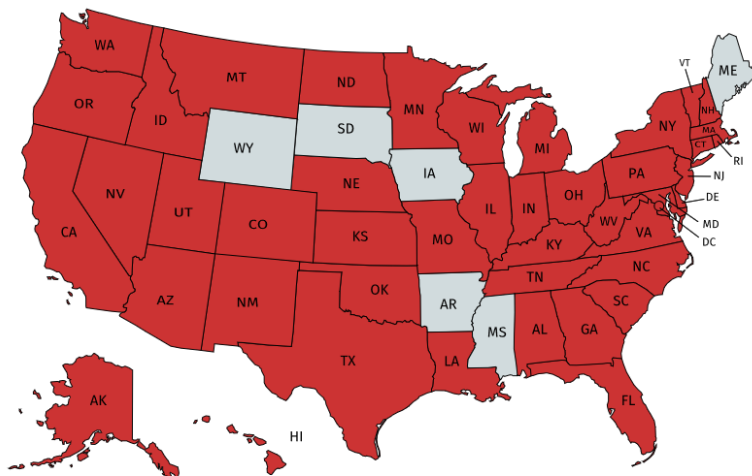 WA
MT
ND
MN
VT
ME
OR
ID
WY
SD
WI
MI
NY
NH
MA
CT
RI
NV
UT
CO
NE
IA
IL
IN
OH
PA
NJ
DE
MD
DC
CA
KS
MO
KY
WV
VA
AZ
NM
OK
AR
TN
NC
SC
TX
LA
MS
AL
GA
FL
AK
HI